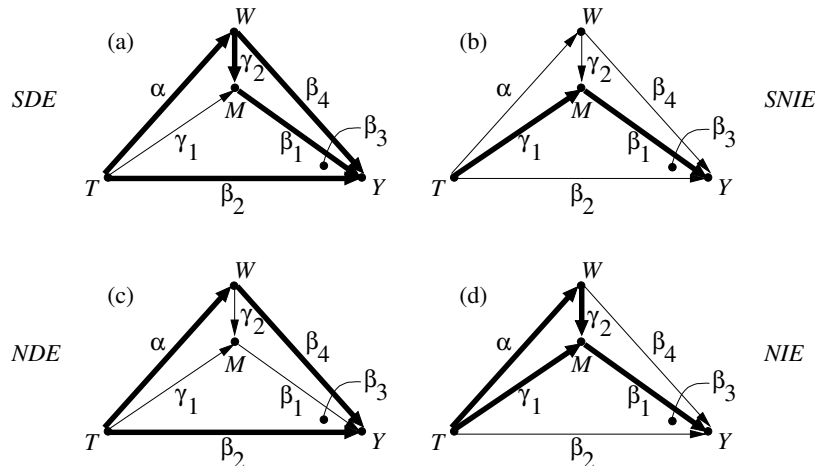 (a) W (b) W
SDE α γ2 β4 SNIE α γ2 β4
M β3 M β3
γ1 β1 γ1 β1
T β2 Y T β2 Y
(c) W (d) W
NDE α γ2 β4 NIE α γ2 β4
M β3 M β3
γ1 β1 γ1 β1
T β2 Y T β2 Y